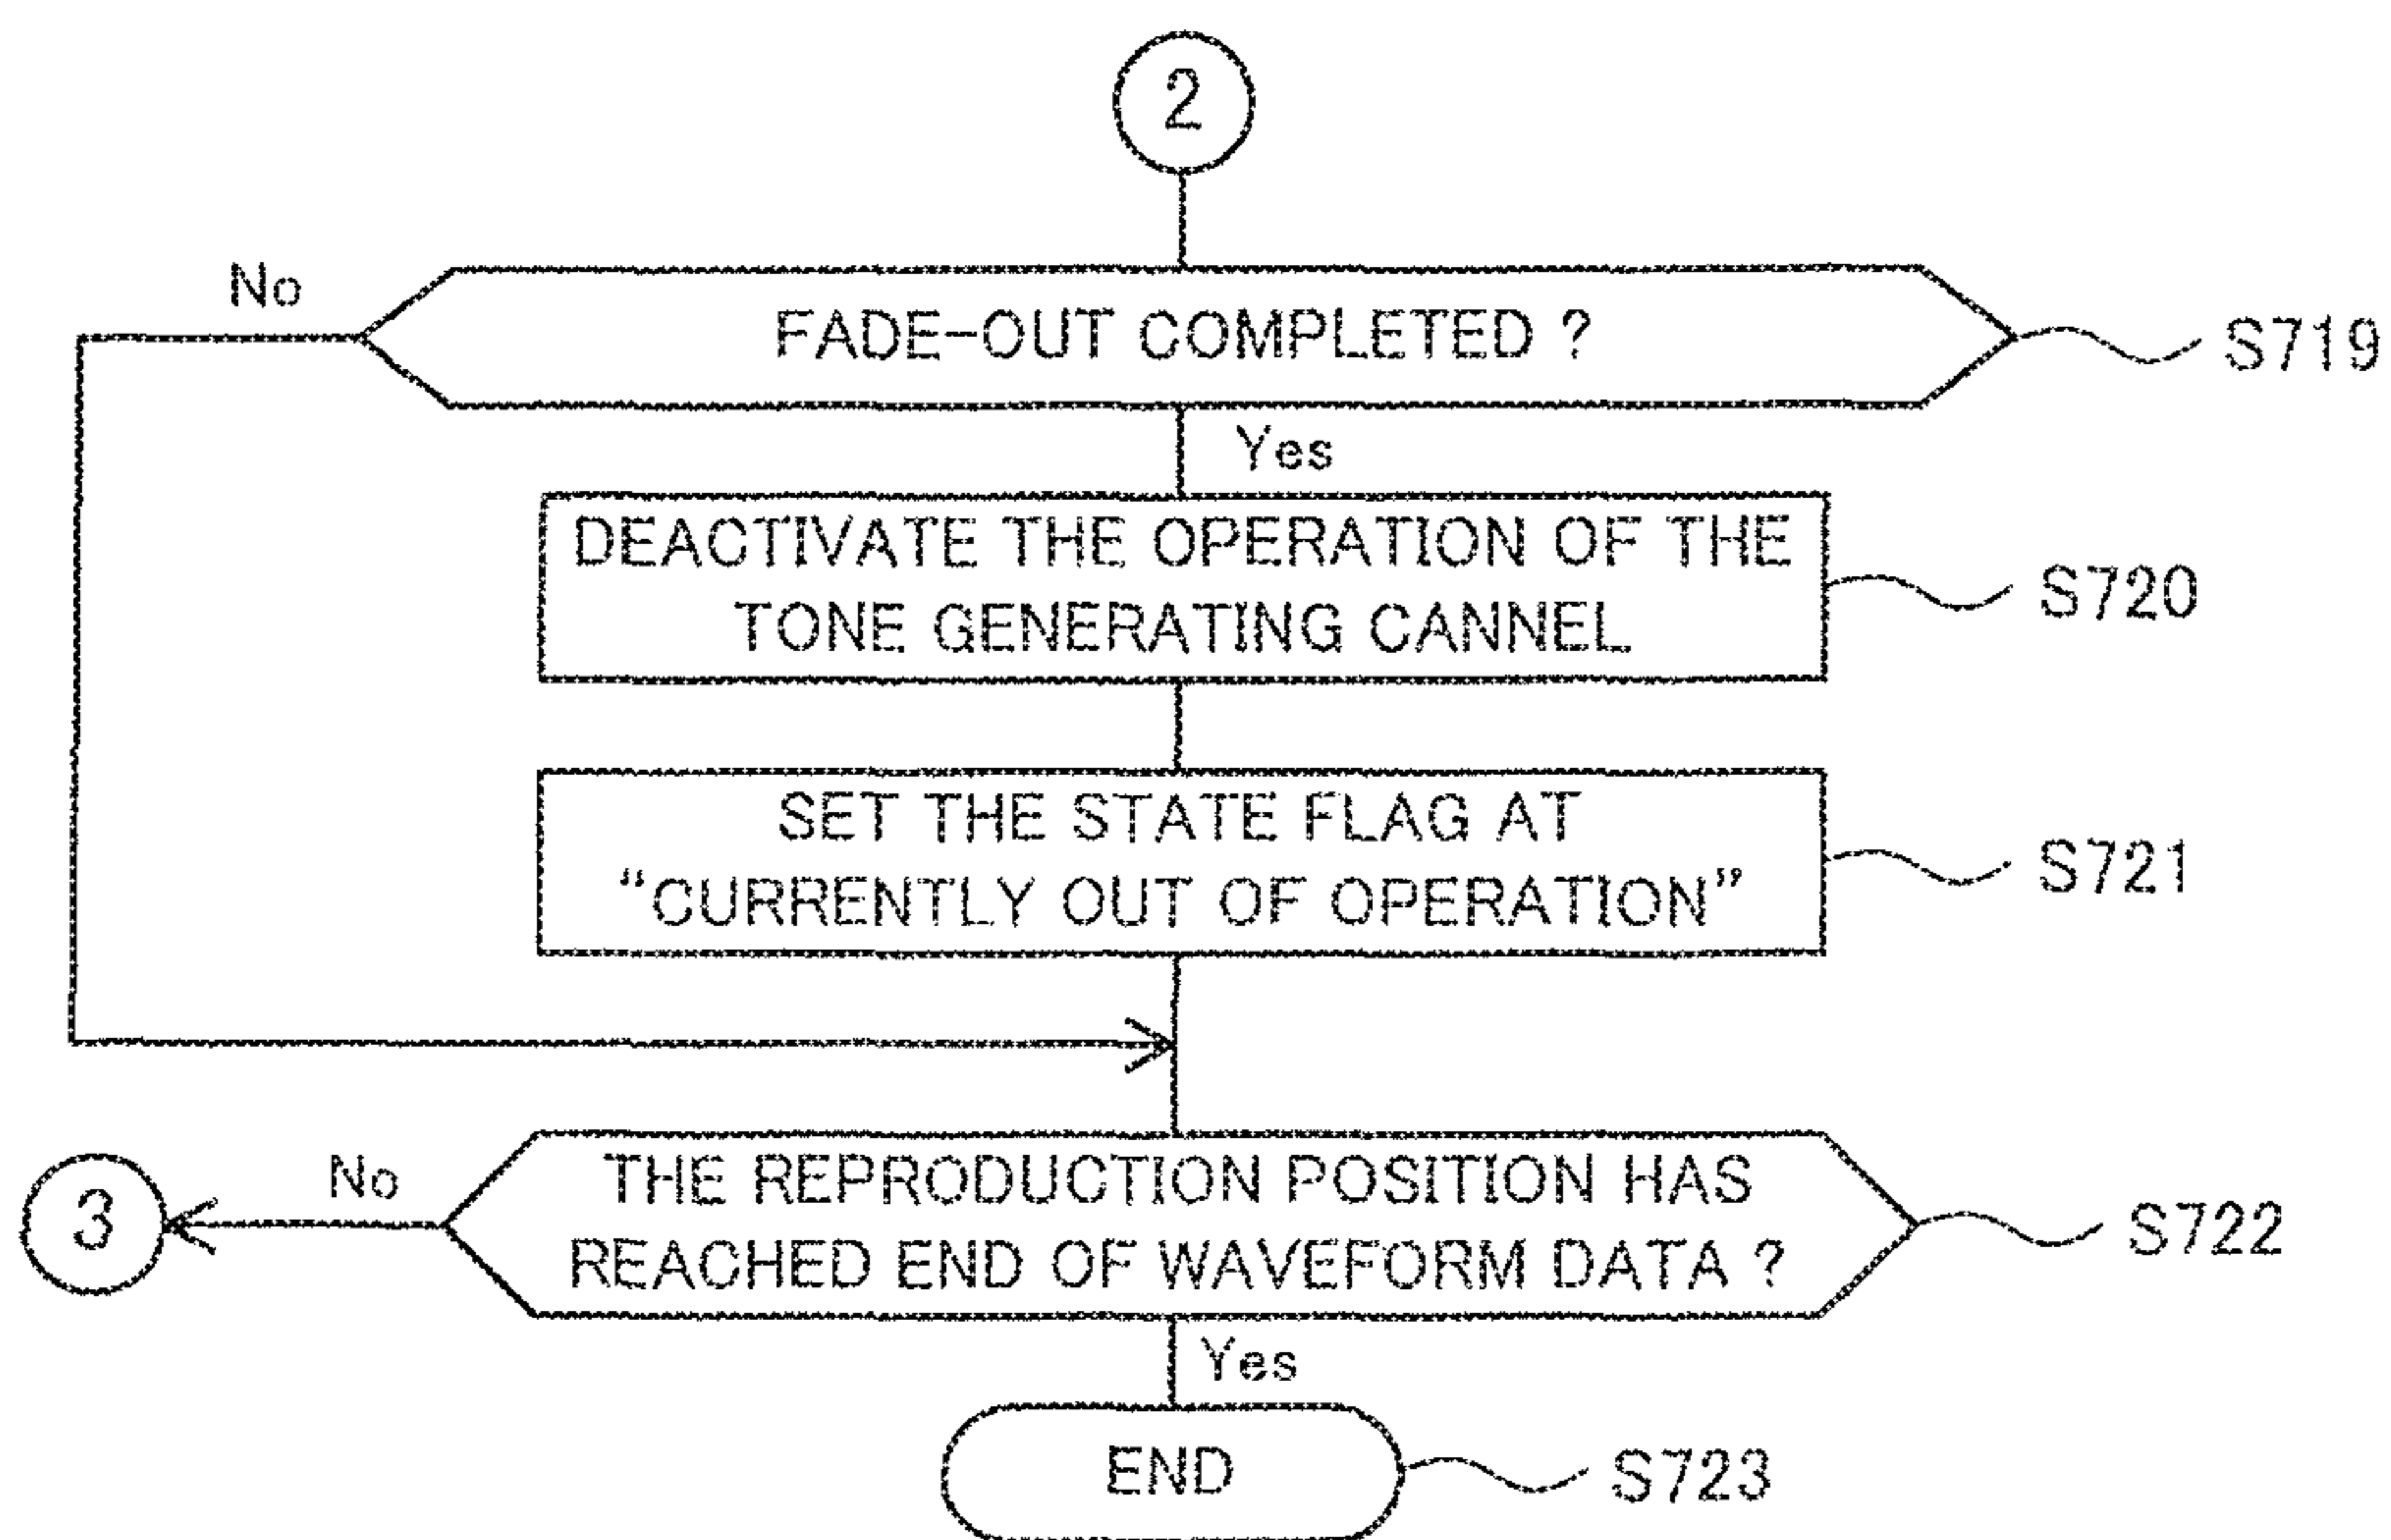 2
No
FADE-OUT COMPLETED ?
S719
Yes
DEACTIVATE THE OPERATION OF THE
TONE GENERATING CANNEL
S720
SET THE STATE FLAG AT
“CURRENTLY OUT OF OPERATION”
S721
3
No
THE REPRODUCTION POSITION HAS
REACHED END OF WAVEFORM DATA ?
S722
Yes
END
S723